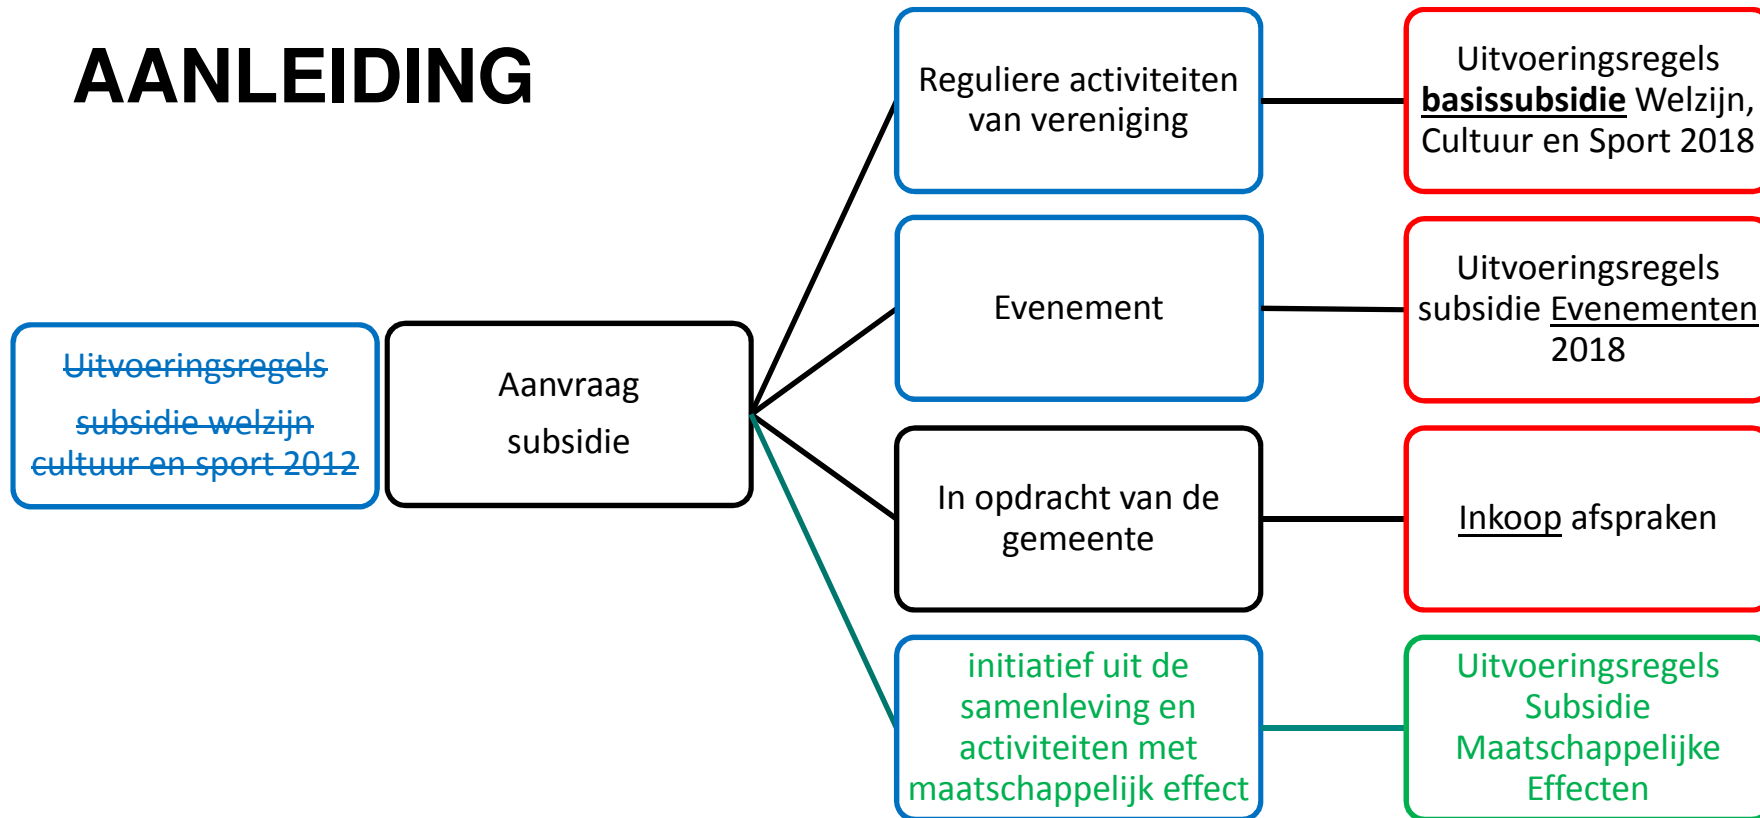 AANLEIDING
Uitvoeringsregels
subsidie welzijn
cultuur en sport 2012
Aanvraag
subsidie
Reguliere activiteiten
van vereniging
Uitvoeringsregels
basissubsidie Welzijn,
Cultuur en Sport 2018
Evenement
Uitvoeringsregels
subsidie Evenementen
2018
In opdracht van de
gemeente
Inkoop afspraken
initiatief uit de
samenleving en
activiteiten met
maatschappelijk effect
Uitvoeringsregels
Subsidie
Maatschappelijke
Effecten